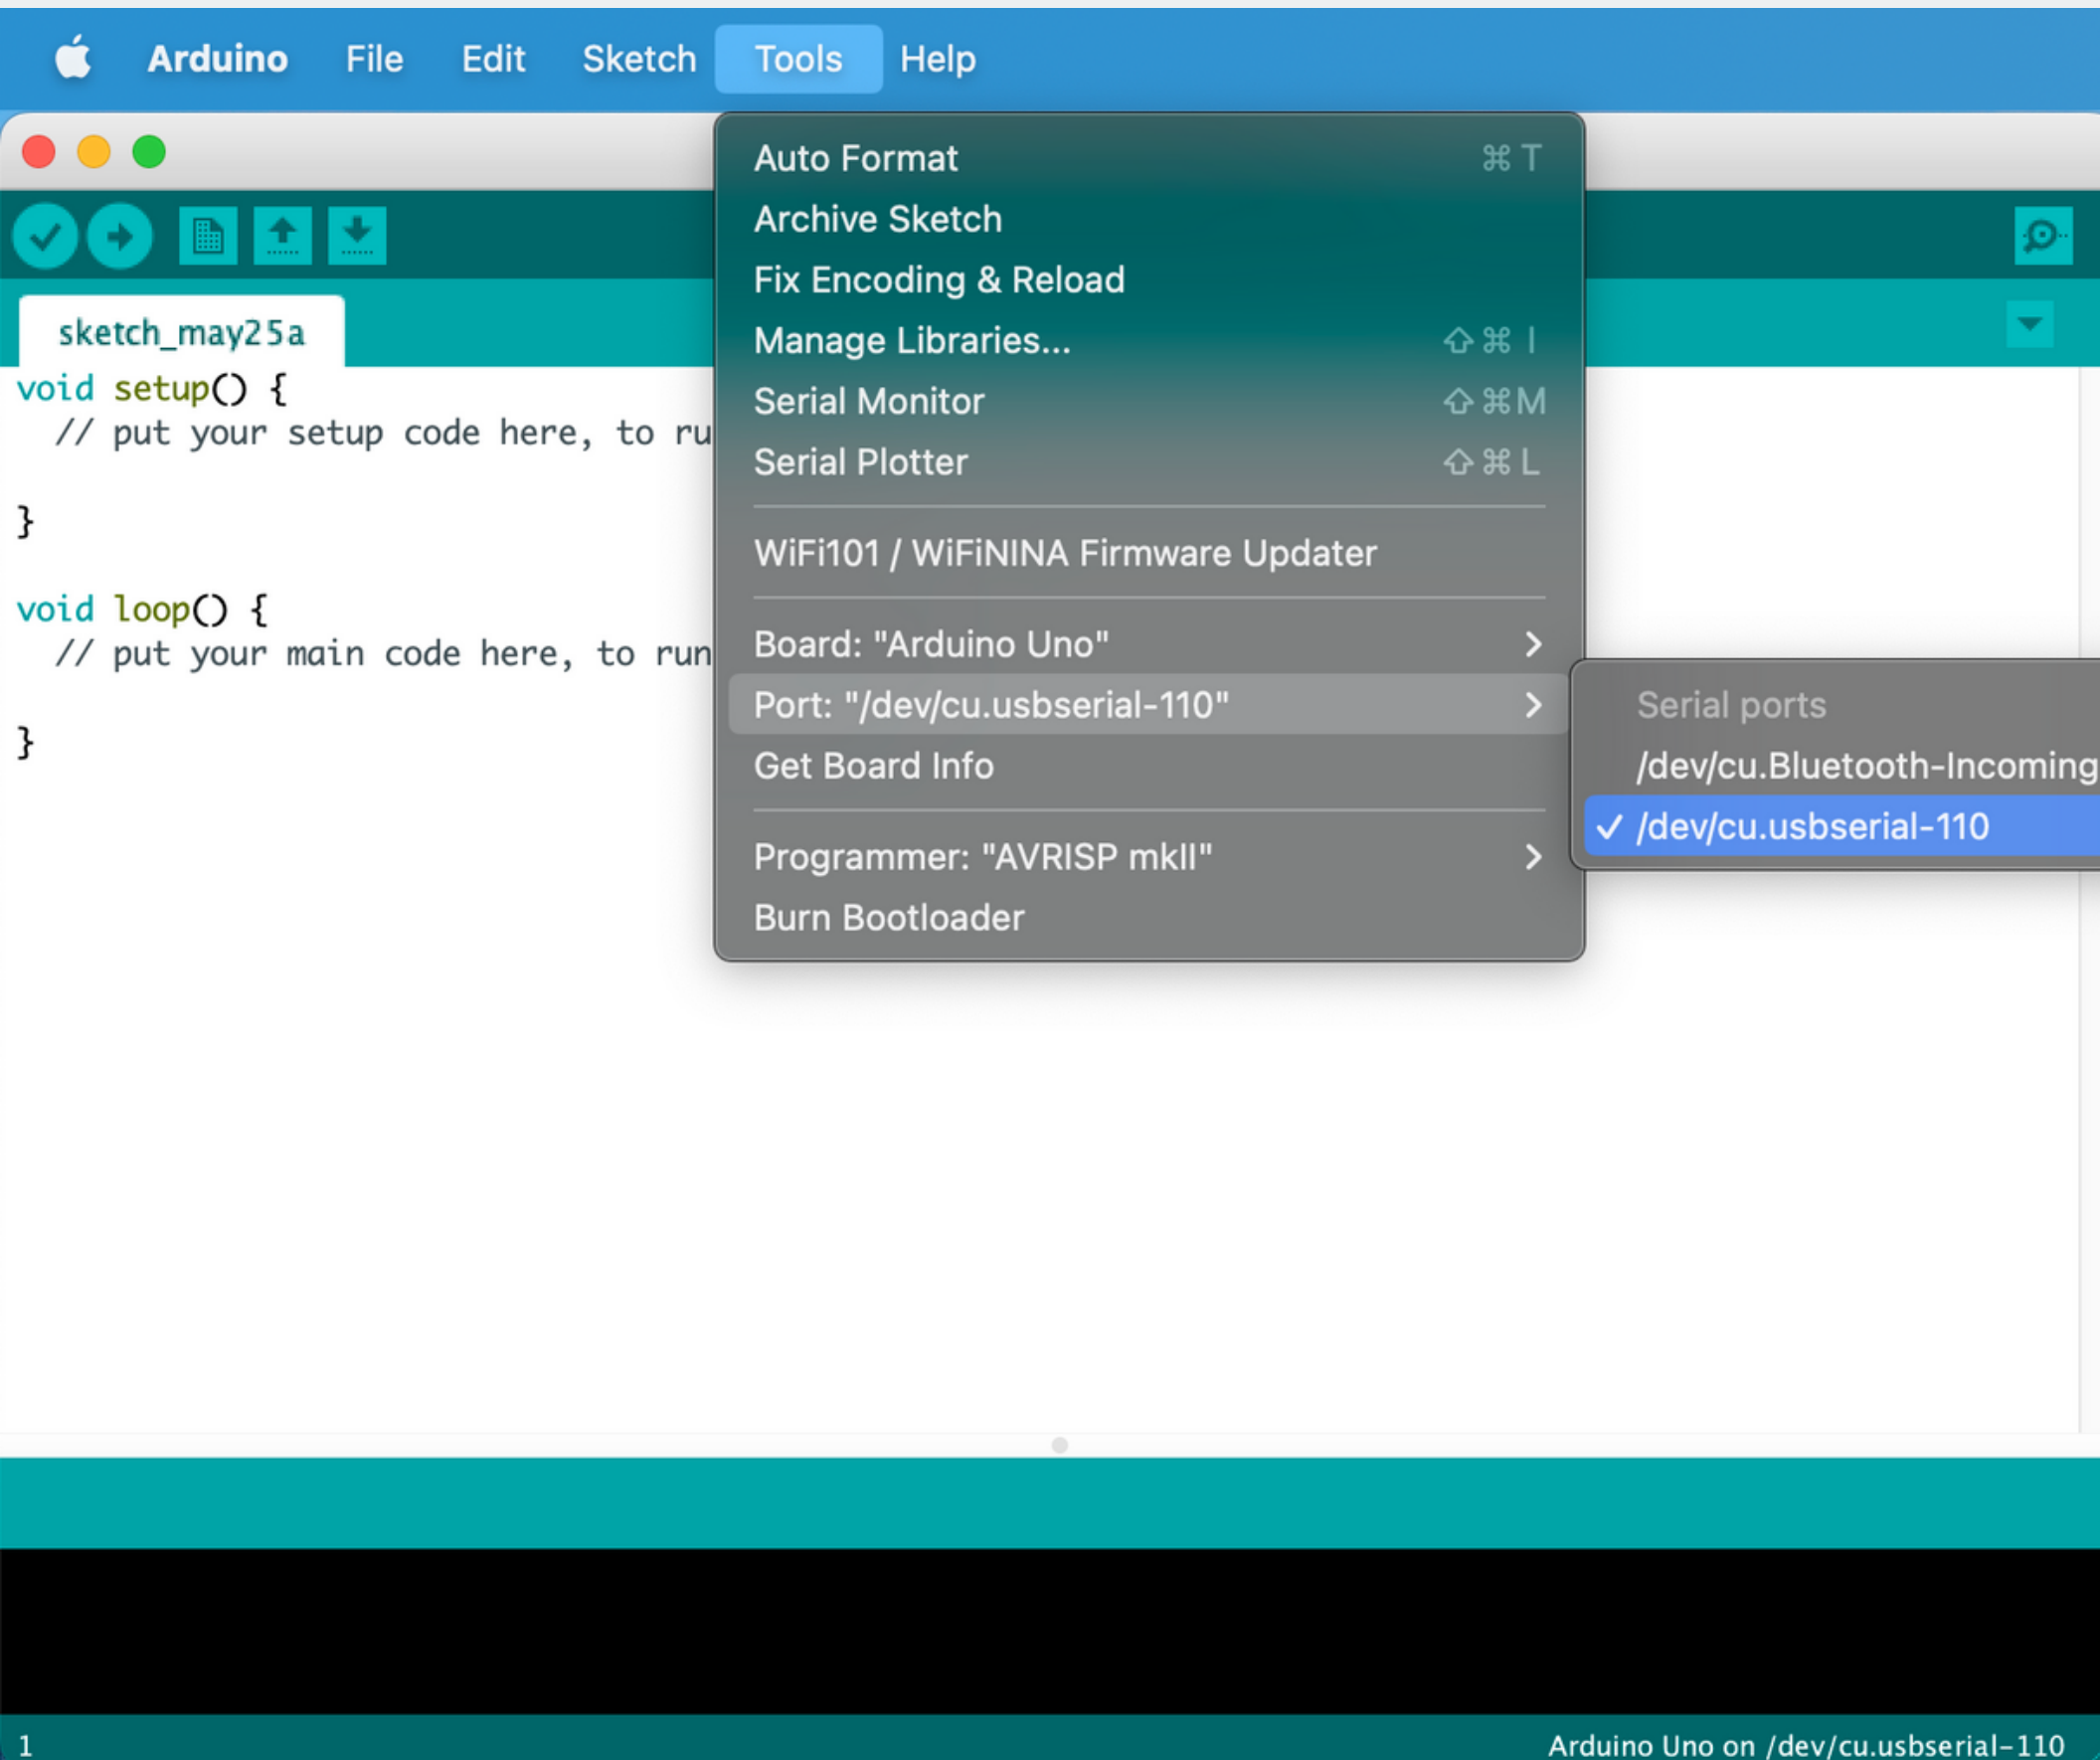 Arduino File Edit Sketch Tools Help
sketch_may25a
void setup() {
// put your setup code here, to ru
}
void loop() {
// put your main code here, to run
}
Auto Format ⌘ T
Archive Sketch
Fix Encoding & Reload
Manage Libraries... ⇧ ⌘ I
Serial Monitor ⇧ ⌘ M
Serial Plotter ⇧ ⌘ L
WiFi101 / WiFiNINA Firmware Updater
Board: "Arduino Uno"
Port: "/dev/cu.usbserial-110"
Get Board Info
Programmer: "AVRISP mkII"
Burn Bootloader
Serial ports
/dev/cu.Bluetooth-Incoming
✓ /dev/cu.usbserial-110
1
Arduino Uno on /dev/cu.usbserial-110